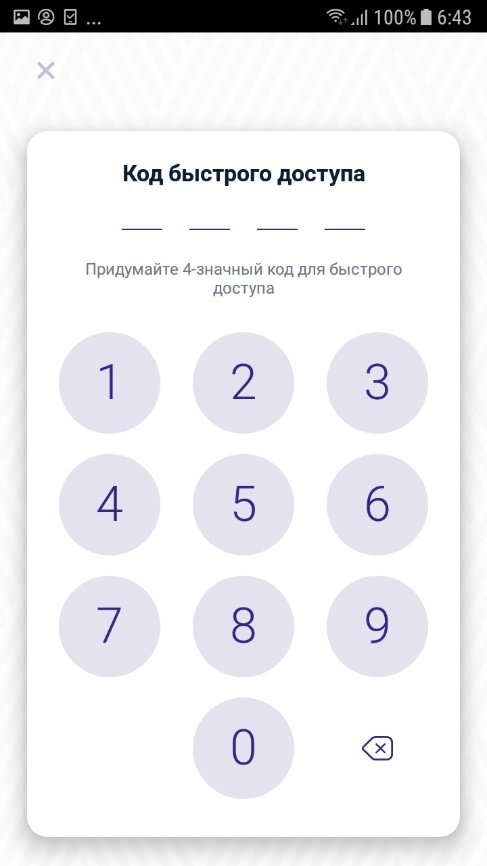 ... 100% 6:43
Код быстрого доступа
Придумайте 4-значный код для быстрого
доступа
1 2 3
4 5 6
7 8 9
0